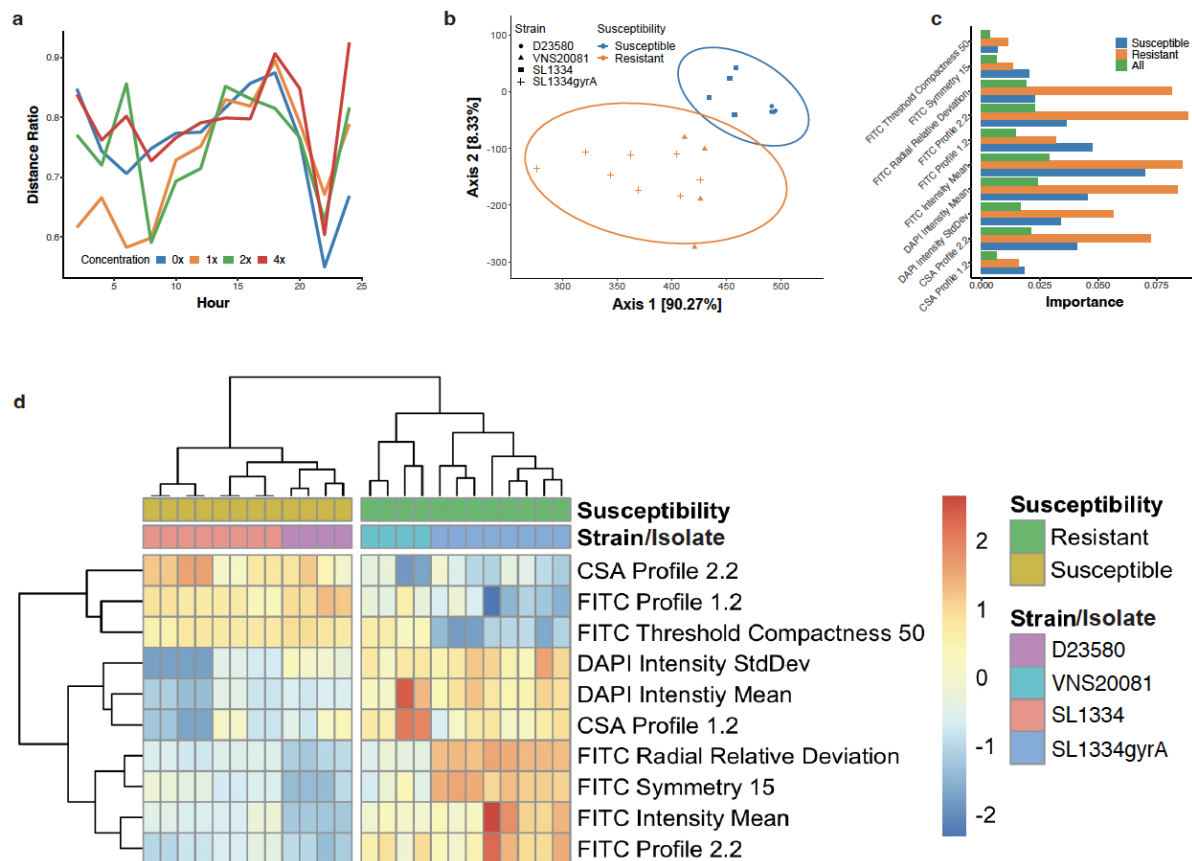 a
0.9
0.8
0.7
0.6
Distance Ratio
Concentration 0x 1x 2x 4x
5 10 15 20 25
Hour
b
Strain
D23580
VNS20081
SL1334
SL1334gyrA
Susceptibility
Susceptible
Resistant
0
-100
-200
-300
Axis 2 [8.33%]
300 350 400 450 500
Axis 1 [90.27%]
c
Susceptible
Resistant
All
FITC Threshold Compactness 50
FITC Symmetry 15
FITC Radial Relative Deviation
FITC Profile 2.2
FITC Profile 1.2
FITC Intensity Mean
DAPI Intensity Mean
DAPI Intensity StdDev
CSA Profile 2.2
CSA Profile 1.2
0.000 0.025 0.050 0.075
Importance
d
Susceptibility
Strain/Isolate
CSA Profile 2.2
FITC Profile 1.2
FITC Threshold Compactness 50
DAPI Intensity StdDev
DAPI Intenstiy Mean
CSA Profile 1.2
FITC Radial Relative Deviation
FITC Symmetry 15
FITC Intensity Mean
FITC Profile 2.2
2
1
0
-1
-2
Susceptibility
Resistant
Susceptible
Strain/Isolate
D23580
VNS20081
SL1334
SL1334gyrA